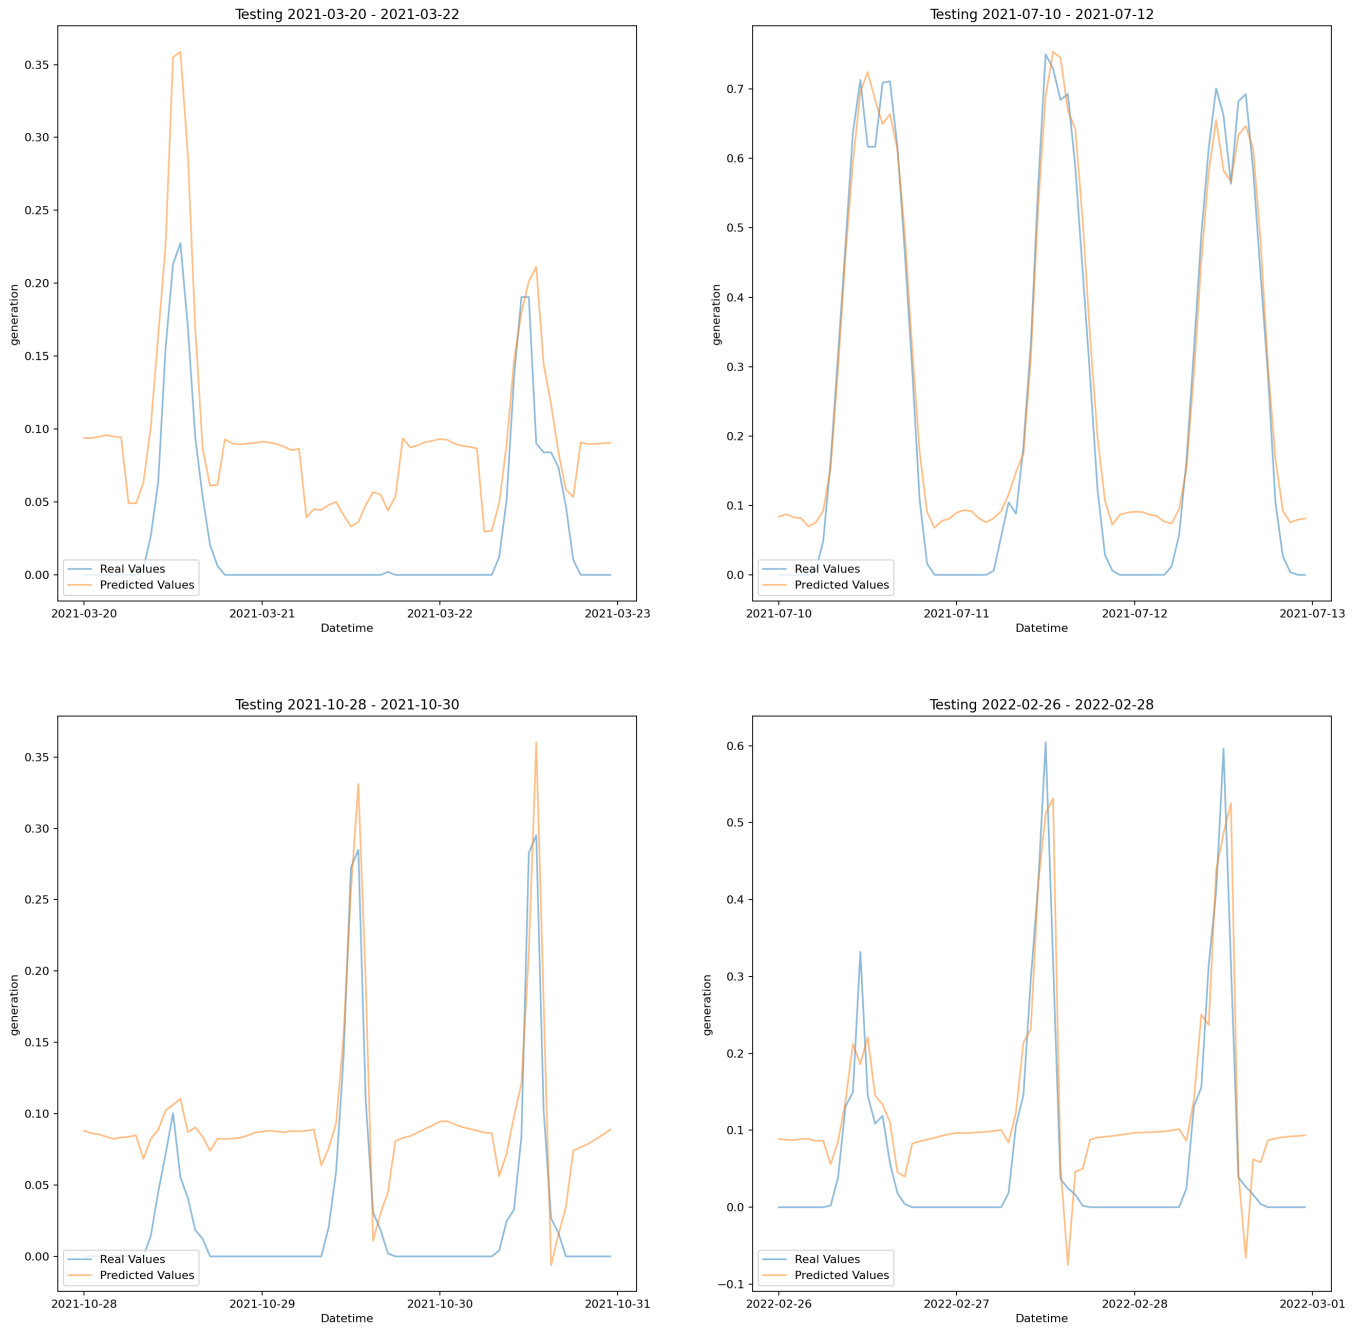 Testing 2021-03-20 - 2021-03-22
generation
0.35
0.30
0.25
0.20
0.15
0.10
0.05
0.00
Real Values
Predicted Values
2021-03-20 2021-03-21 2021-03-22 2021-03-23
Datetime
Testing 2021-07-10 - 2021-07-12
generation
0.7
0.6
0.5
0.4
0.3
0.2
0.1
0.0
Real Values
Predicted Values
2021-07-10 2021-07-11 2021-07-12 2021-07-13
Datetime
Testing 2021-10-28 - 2021-10-30
generation
0.35
0.30
0.25
0.20
0.15
0.10
0.05
0.00
Real Values
Predicted Values
2021-10-28 2021-10-29 2021-10-30 2021-10-31
Datetime
Testing 2022-02-26 - 2022-02-28
generation
0.6
0.5
0.4
0.3
0.2
0.1
0.0
−0.1
Real Values
Predicted Values
2022-02-26 2022-02-27 2022-02-28 2022-03-01
Datetime